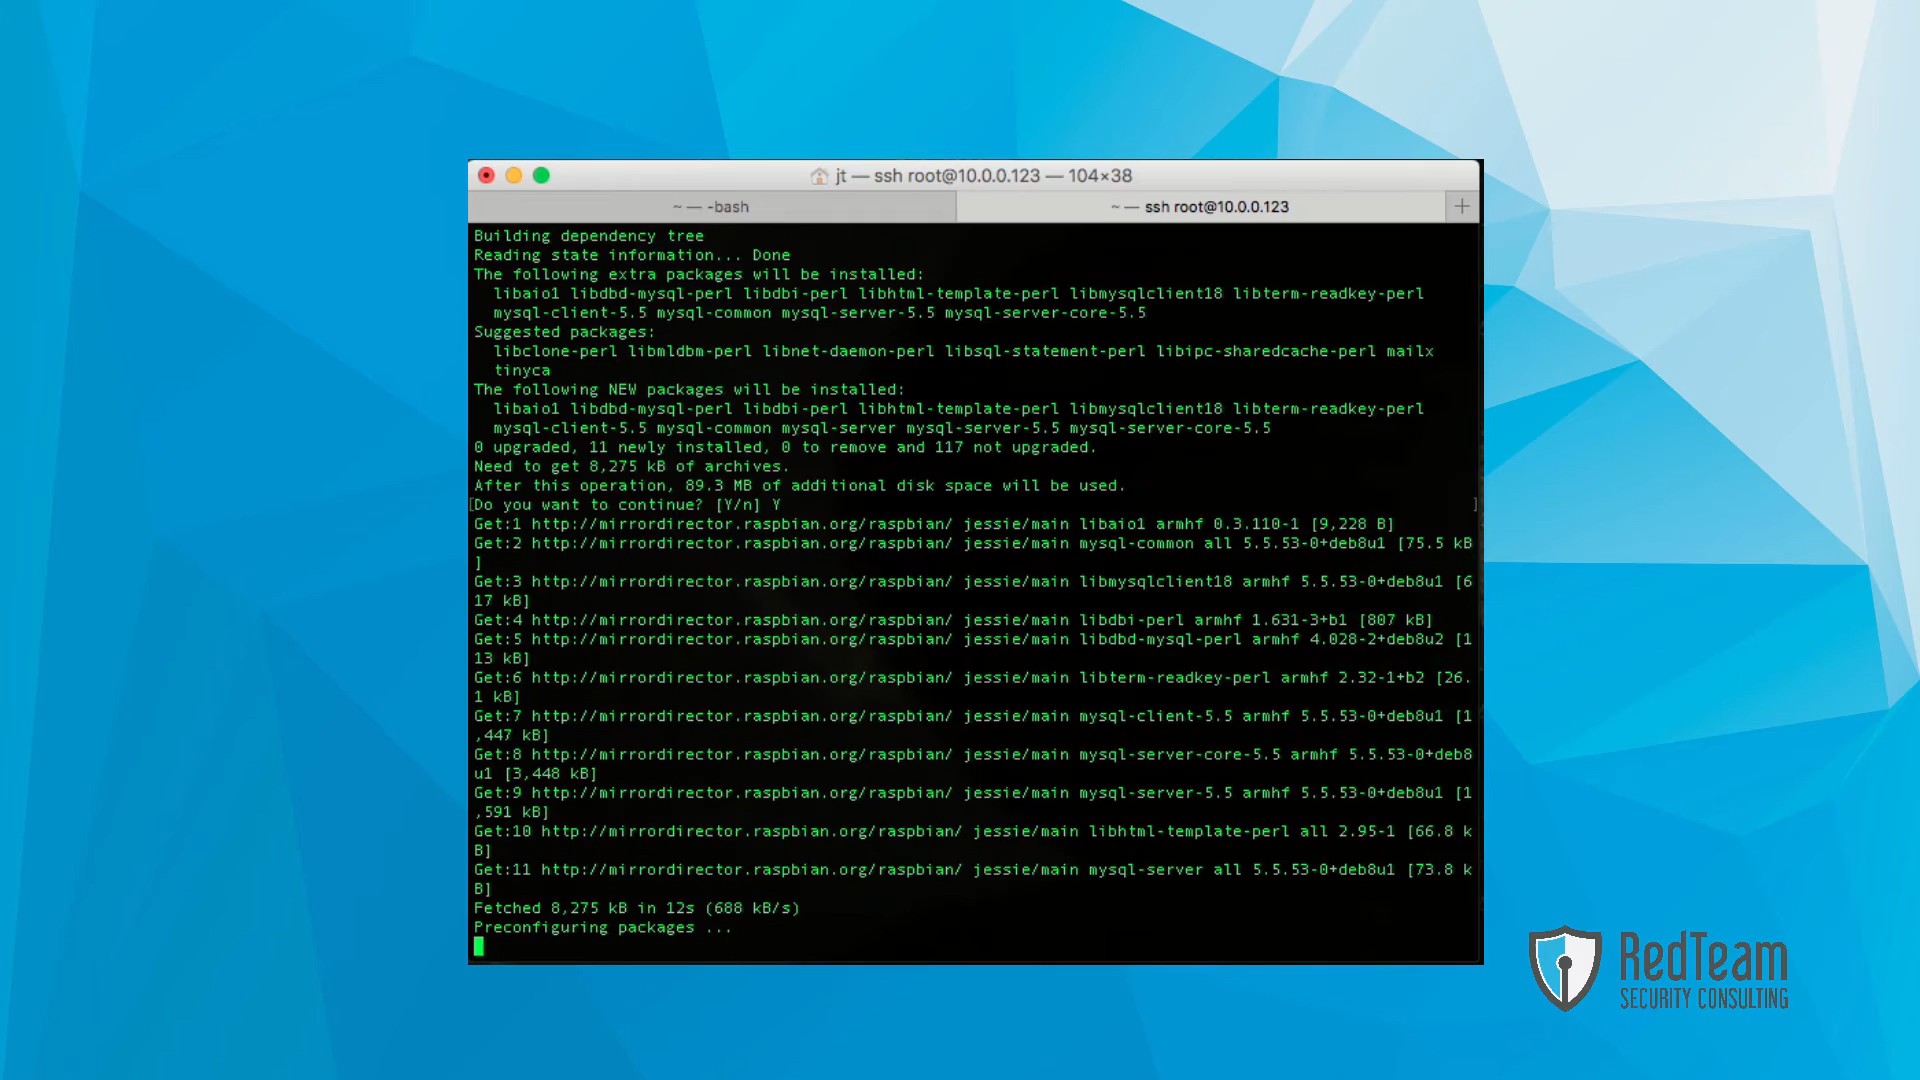 jt — ssh root@10.0.0.123 — 104×38
~ — -bash
~ — ssh root@10.0.0.123
Building dependency tree
Reading state information... Done
The following extra packages will be installed:
libaio1 libdbd-mysql-perl libdbi-perl libhtml-template-perl libmysqlclient18 libterm-readkey-perl
mysql-client-5.5 mysql-common mysql-server-5.5 mysql-server-core-5.5
Suggested packages:
libclone-perl libmldbm-perl libnet-daemon-perl libsql-statement-perl libipc-sharedcache-perl mailx
tinyca
The following NEW packages will be installed:
libaio1 libdbd-mysql-perl libdbi-perl libhtml-template-perl libmysqlclient18 libterm-readkey-perl
mysql-client-5.5 mysql-common mysql-server mysql-server-5.5 mysql-server-core-5.5
0 upgraded, 11 newly installed, 0 to remove and 117 not upgraded.
Need to get 8,275 kB of archives.
After this operation, 89.3 MB of additional disk space will be used.
[Do you want to continue? [Y/n] Y ]
Get:1 http://mirrordirector.raspbian.org/raspbian/ jessie/main libaio1 armhf 0.3.110-1 [9,228 B]
Get:2 http://mirrordirector.raspbian.org/raspbian/ jessie/main mysql-common all 5.5.53-0+deb8u1 [75.5 kB
]
Get:3 http://mirrordirector.raspbian.org/raspbian/ jessie/main libmysqlclient18 armhf 5.5.53-0+deb8u1 [6
17 kB]
Get:4 http://mirrordirector.raspbian.org/raspbian/ jessie/main libdbi-perl armhf 1.631-3+b1 [807 kB]
Get:5 http://mirrordirector.raspbian.org/raspbian/ jessie/main libdbd-mysql-perl armhf 4.028-2+deb8u2 [1
13 kB]
Get:6 http://mirrordirector.raspbian.org/raspbian/ jessie/main libterm-readkey-perl armhf 2.32-1+b2 [26.
1 kB]
Get:7 http://mirrordirector.raspbian.org/raspbian/ jessie/main mysql-client-5.5 armhf 5.5.53-0+deb8u1 [1
,447 kB]
Get:8 http://mirrordirector.raspbian.org/raspbian/ jessie/main mysql-server-core-5.5 armhf 5.5.53-0+deb8
u1 [3,448 kB]
Get:9 http://mirrordirector.raspbian.org/raspbian/ jessie/main mysql-server-5.5 armhf 5.5.53-0+deb8u1 [1
,591 kB]
Get:10 http://mirrordirector.raspbian.org/raspbian/ jessie/main libhtml-template-perl all 2.95-1 [66.8 k
B]
Get:11 http://mirrordirector.raspbian.org/raspbian/ jessie/main mysql-server all 5.5.53-0+deb8u1 [73.8 k
B]
Fetched 8,275 kB in 12s (688 kB/s)
Preconfiguring packages ...
RedTeam
SECURITY CONSULTING